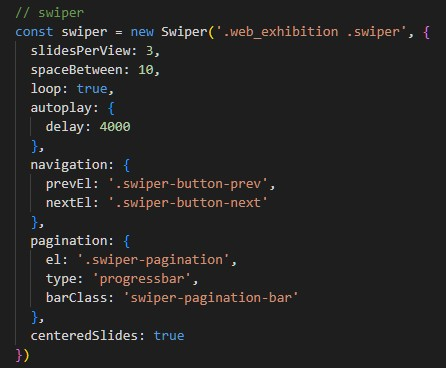 // swiper
const swiper = new Swiper('.web_exhibition .swiper', {
  slidesPerView: 3,
  spaceBetween: 10,
  loop: true,
  autoplay: {
    delay: 4000
  },
  navigation: {
    prevEl: '.swiper-button-prev',
    nextEl: '.swiper-button-next'
  },
  pagination: {
    el: '.swiper-pagination',
    type: 'progressbar',
    barClass: 'swiper-pagination-bar'
  },
  centeredSlides: true
})